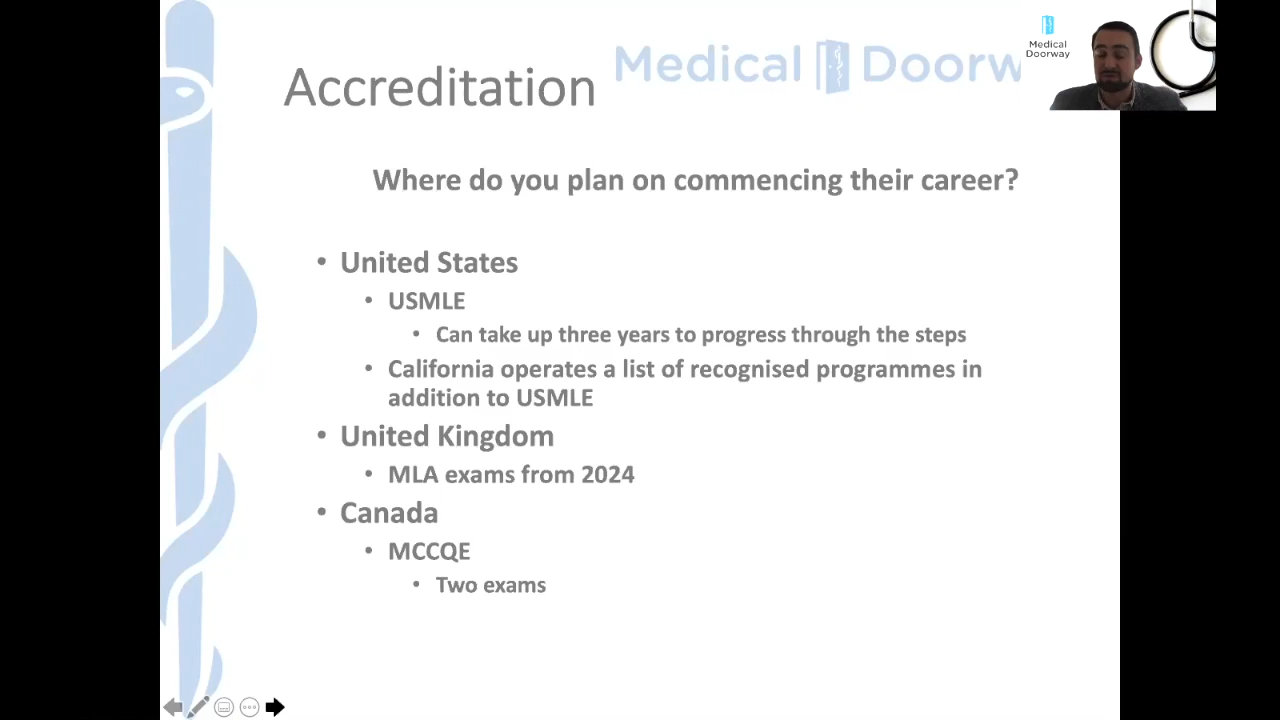 Accreditation
Medical Doorw
Medical
Doorway
Where do you plan on commencing their career?
• United States
• USMLE
• Can take up three years to progress through the steps
• California operates a list of recognised programmes in
addition to USMLE
• United Kingdom
• MLA exams from 2024
• Canada
• MCCQE
• Two exams